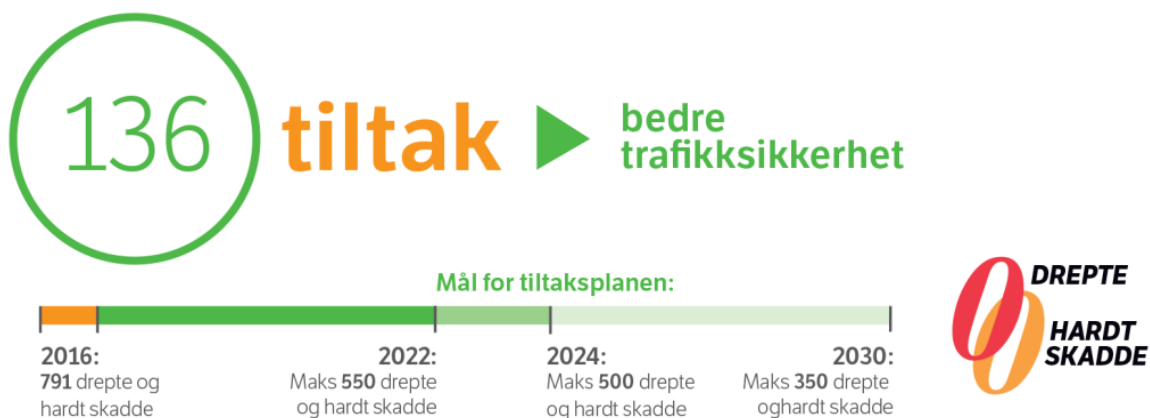 136 tiltak
bedre
trafikksikkerhet
Mål for tiltaksplanen:
2016:
791 drepte og
hardt skadde
2022:
Maks 550 drepte
og hardt skadde
2024:
Maks 500 drepte
og hardt skadde
2030:
Maks 350 drepte
oghardt skadde
0 DREPTE
0 HARDT
SKADDE